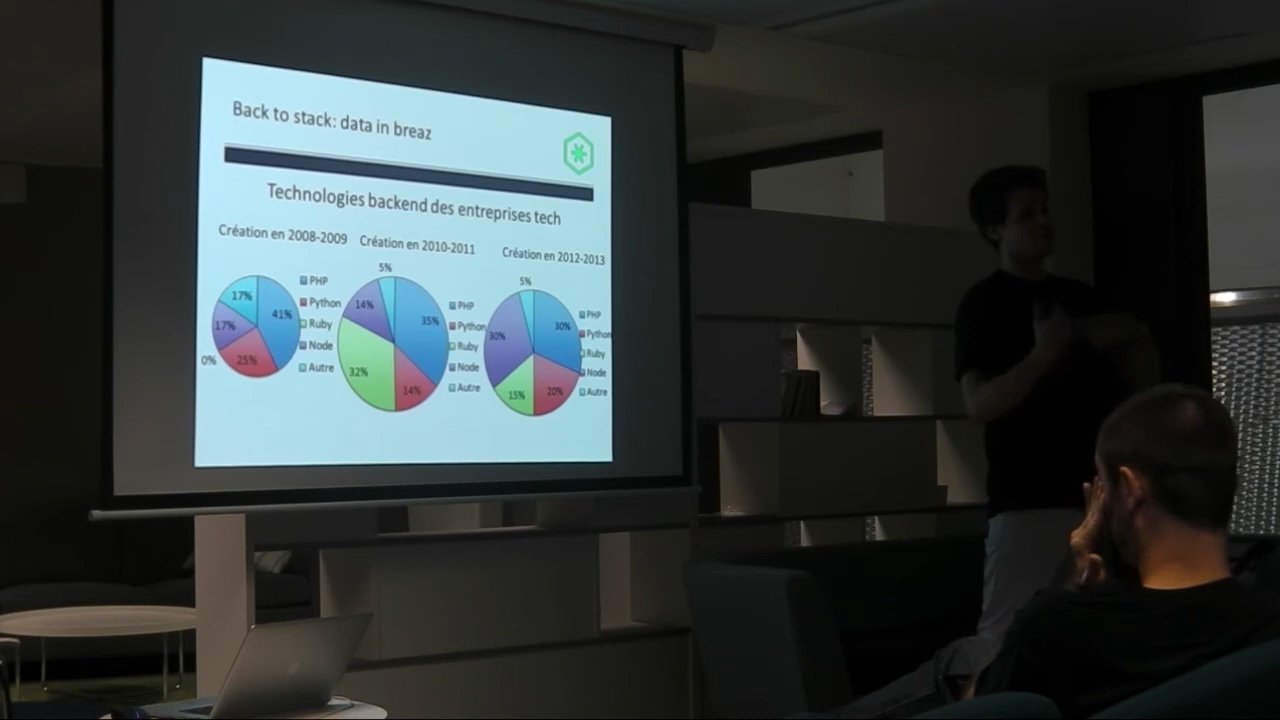 Back to stack: data in breaz
Technologies backend des entreprises tech
Création en 2008-2009
41%
25%
0%
17%
17%
PHP
Python
Ruby
Node
Autre
Création en 2010-2011
5%
35%
14%
32%
14%
PHP
Python
Ruby
Node
Autre
Création en 2012-2013
5%
30%
20%
15%
30%
PHP
Python
Ruby
Node
Autre